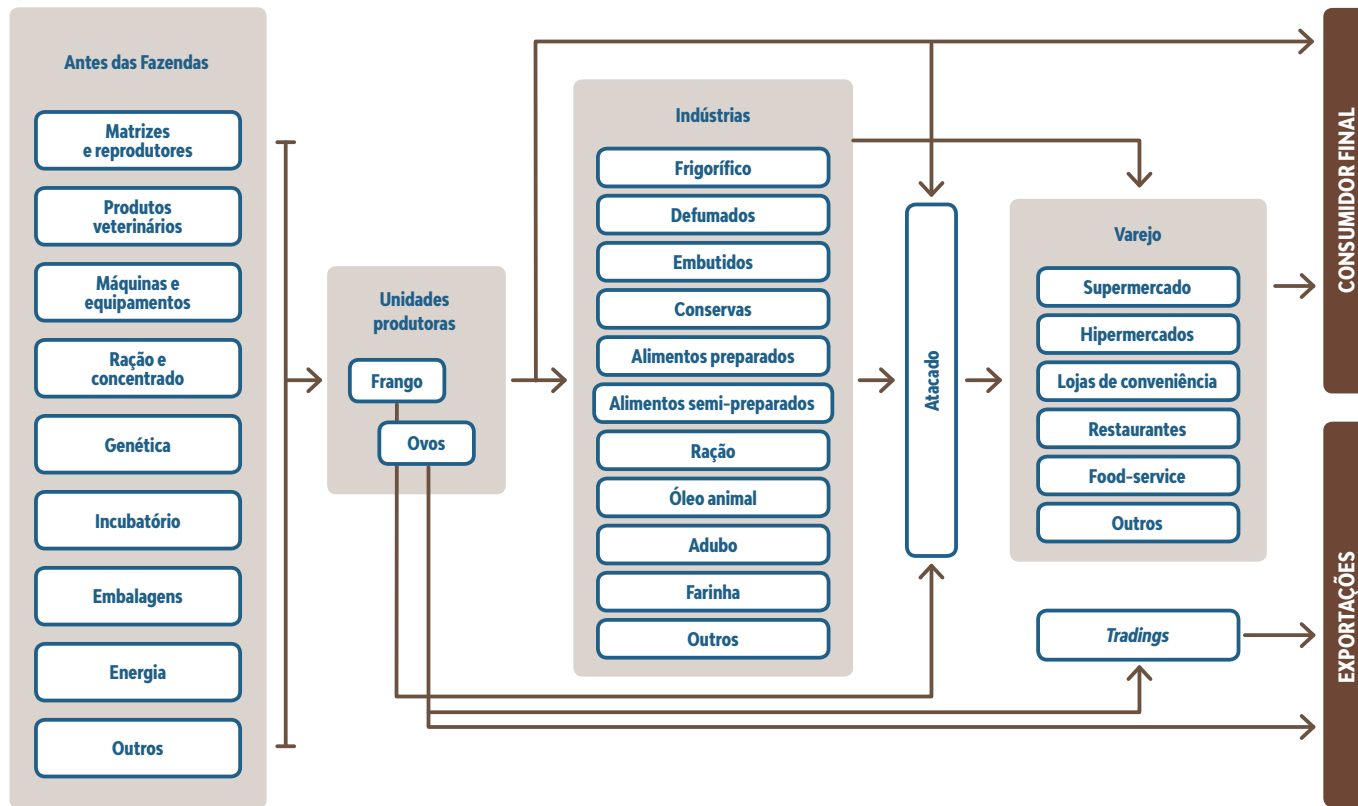 Antes das Fazendas
Matrizes
e reprodutores
Produtos
veterinários
Máquinas e
equipamentos
Ração e
concentrado
Genética
Incubatório
Embalagens
Energia
Outros
Unidades
produtoras
Frango
Ovos
Indústrias
Frigorífico
Defumados
Embutidos
Conservas
Alimentos preparados
Alimentos semi-preparados
Ração
Óleo animal
Adubo
Farinha
Outros
Atacado
Varejo
Supermercado
Hipermercados
Lojas de conveniência
Restaurantes
Food-service
Outros
Tradings
CONSUMIDOR FINAL
EXPORTAÇÕES